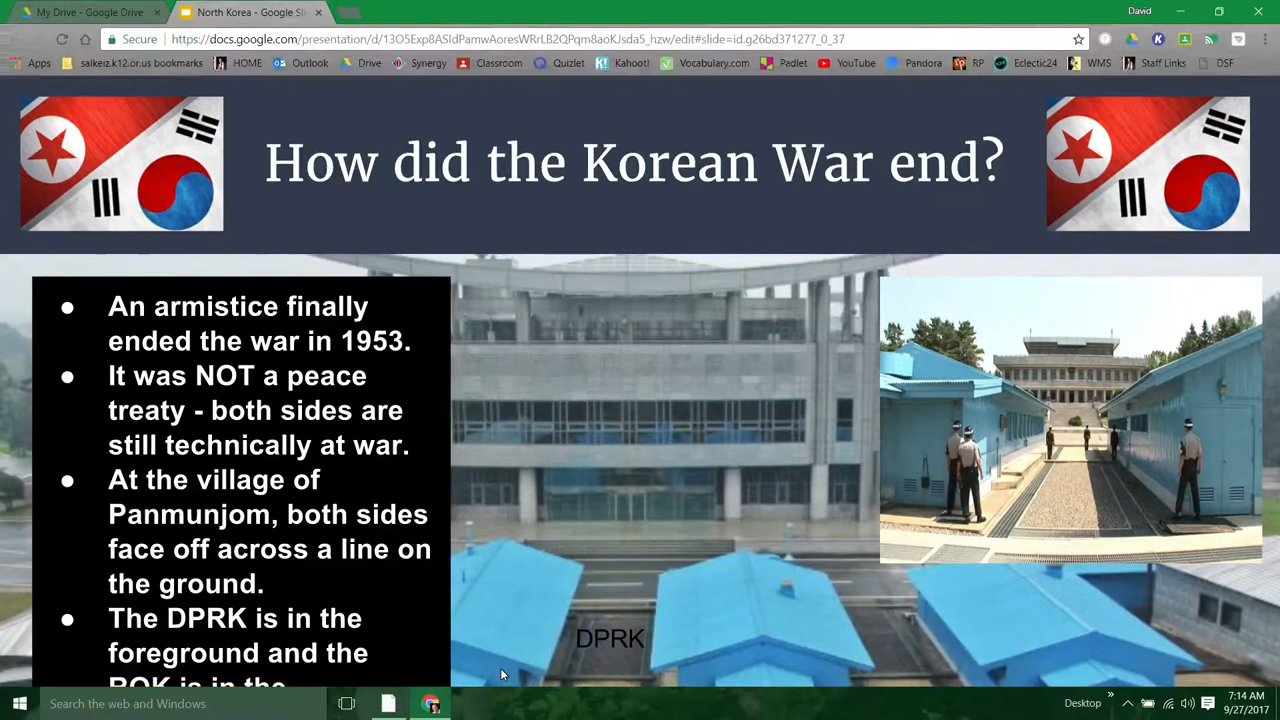 My Drive - Google Drive
North Korea - Google Sli
David
Secure
https://docs.google.com/presentation/d/13O5Exp8ASIdPamwAoresWRrLB2QPqm8aoKJsda5_hzw/edit#slide=id.g26bd371277_0_37
Apps
salkeiz.k12.or.us bookmarks
HOME
Outlook
Drive
Synergy
Classroom
Quizlet
Kahoot!
Vocabulary.com
Padlet
YouTube
Pandora
RP
Eclectic24
WMS
Staff Links
DSF
How did the Korean War end?
● An armistice finally
ended the war in 1953.
● It was NOT a peace
treaty - both sides are
still technically at war.
● At the village of
Panmunjom, both sides
face off across a line on
the ground.
● The DPRK is in the
foreground and the
ROK is in the
DPRK
Search the web and Windows
Desktop
7:14 AM
9/27/2017